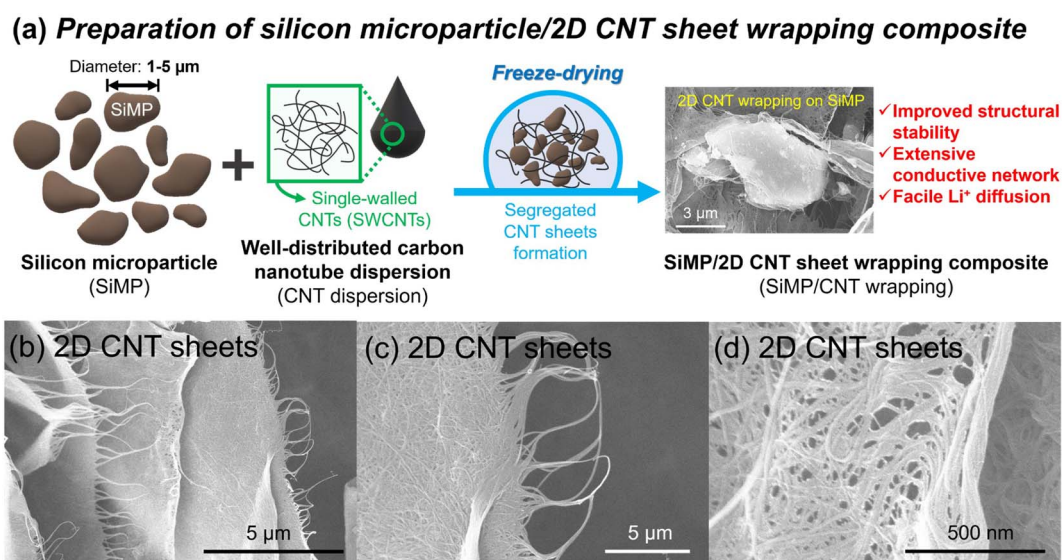 (a) Preparation of silicon microparticle/2D CNT sheet wrapping composite
Diameter: 1-5 μm
SiMP
Silicon microparticle
(SiMP)
+
Single-walled
CNTs (SWCNTs)
Well-distributed carbon
nanotube dispersion
(CNT dispersion)
Freeze-drying
Segregated
CNT sheets
formation
2D CNT wrapping on SiMP
3 μm
✓Improved structural
stability
✓Extensive
conductive network
✓Facile Li⁺ diffusion
SiMP/2D CNT sheet wrapping composite
(SiMP/CNT wrapping)
(b) 2D CNT sheets
5 μm
(c) 2D CNT sheets
5 μm
(d) 2D CNT sheets
500 nm